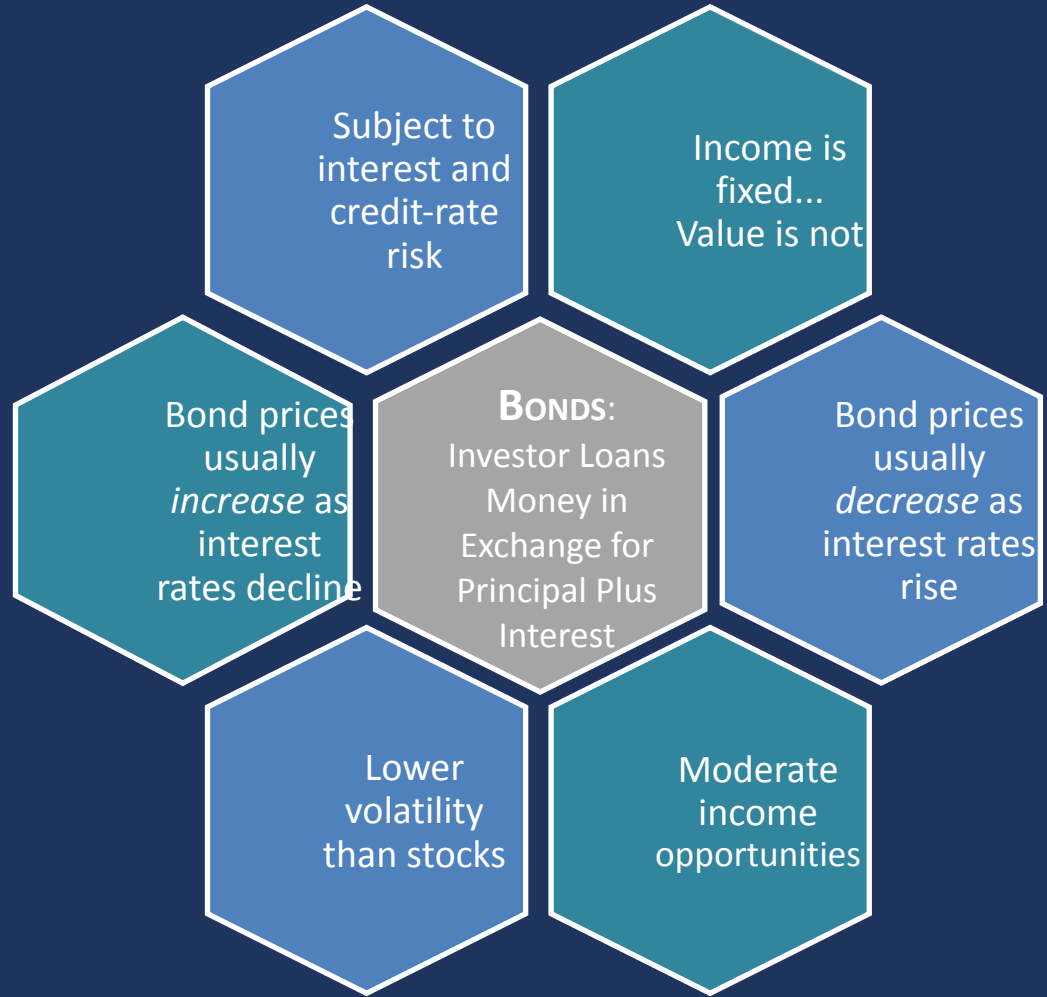 Subject to
interest and
credit-rate
risk
Income is
fixed...
Value is not
Bond prices
usually
increase as
interest
rates decline
BONDS:
Investor Loans
Money in
Exchange for
Principal Plus
Interest
Bond prices
usually
decrease as
interest rates
rise
Lower
volatility
than stocks
Moderate
income
opportunities